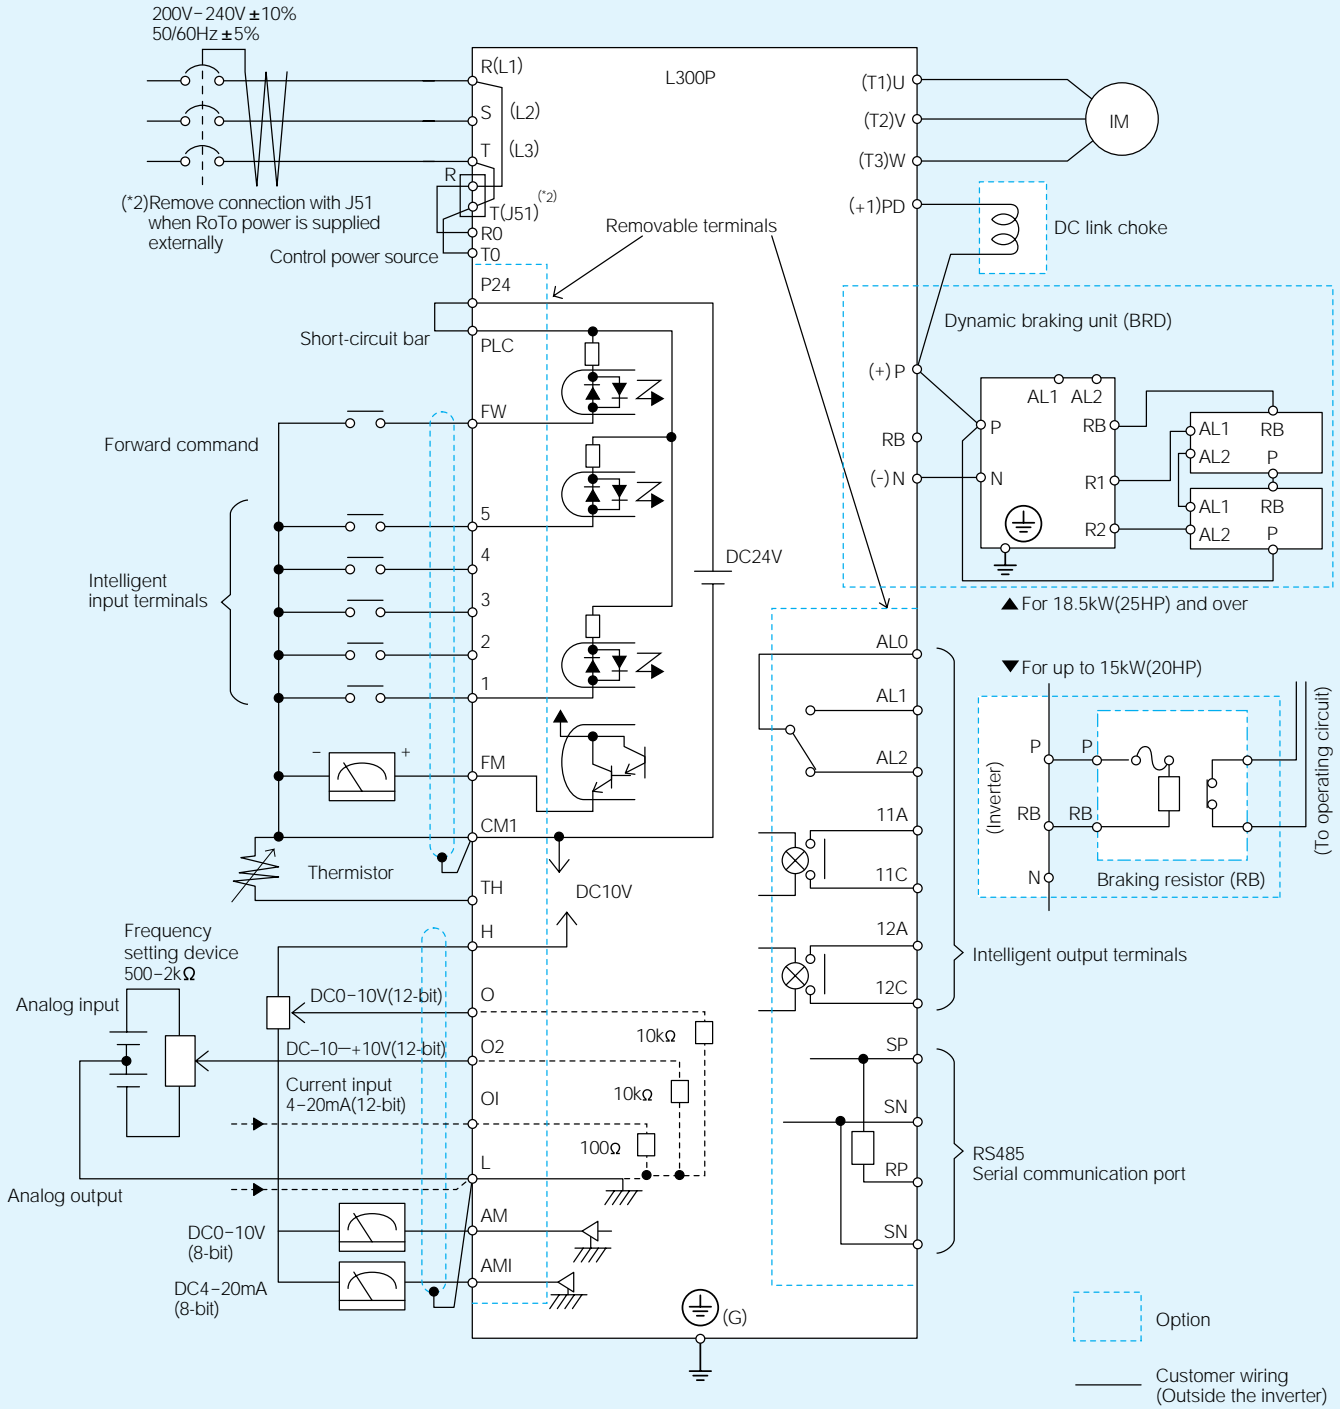 200V−240V ±10%
50/60Hz ±5%
R(L1)
S (L2)
T (L3)
R
T(J51)(*2)
R0
T0
(*2)Remove connection with J51
when RoTo power is supplied
externally
Control power source
L300P
Removable terminals
(T1)U
(T2)V
(T3)W
(+1)PD
IM
DC link choke
Dynamic braking unit (BRD)
(+)P
RB
(-)N
AL1 AL2
P
N
RB
R1
R2
AL1 RB
AL2 P
AL1 RB
AL2 P
▲For 18.5kW(25HP) and over
▼For up to 15kW(20HP)
P24
Short-circuit bar
PLC
Forward command
FW
Intelligent
input terminals
5
4
3
2
1
DC24V
− +
FM
CM1
Thermistor
TH
DC10V
H
Frequency
setting device
500−2kΩ
Analog input
DC0−10V(12-bit)
O
DC−10−+10V(12-bit)
O2
Current input
4−20mA(12-bit)
OI
10kΩ
10kΩ
100Ω
L
Analog output
DC0−10V
(8-bit)
AM
DC4−20mA
(8-bit)
AMI
(G)
AL0
AL1
AL2
11A
11C
12A
12C
Intelligent output terminals
SP
SN
RP
SN
RS485
Serial communication port
(Inverter)
P P
RB RB
N
Braking resistor (RB)
(To operating circuit)
Option
Customer wiring
(Outside the inverter)